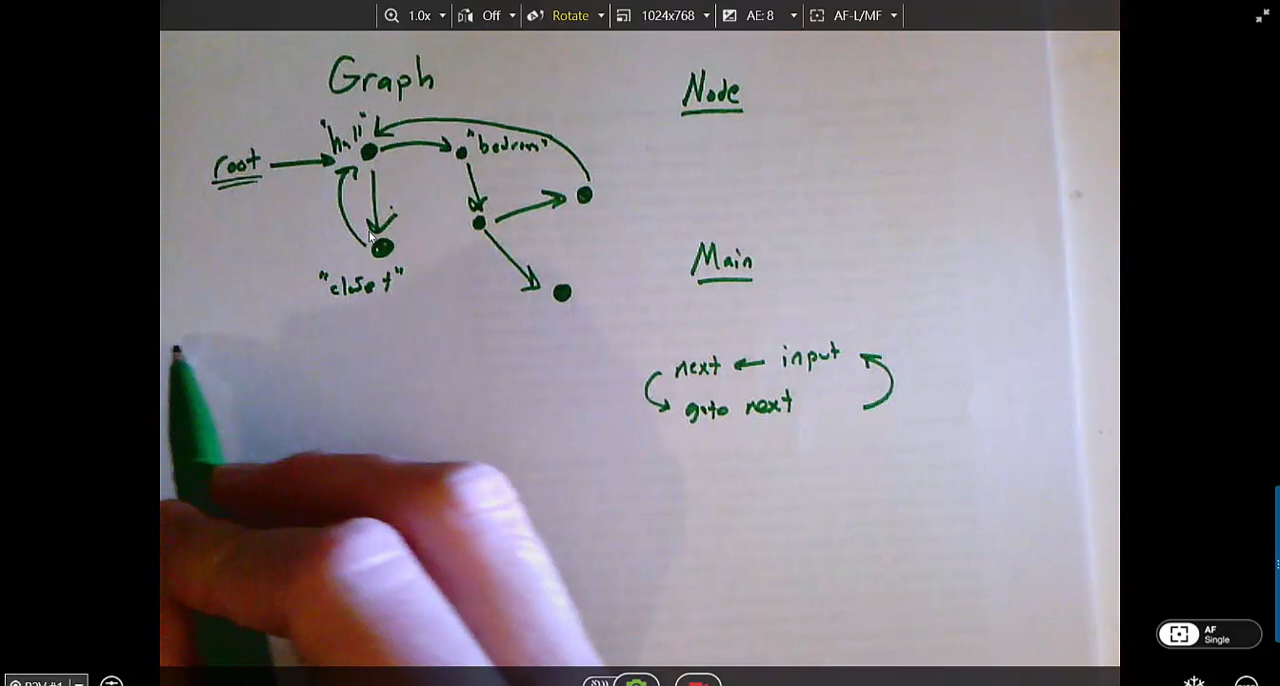 1.0x Off Rotate 1024x768 AE: 8 AF-L/MF
Graph
Node
"hall"
"bedroom"
root
"closet"
Main
next ← input
goto next
AF
Single